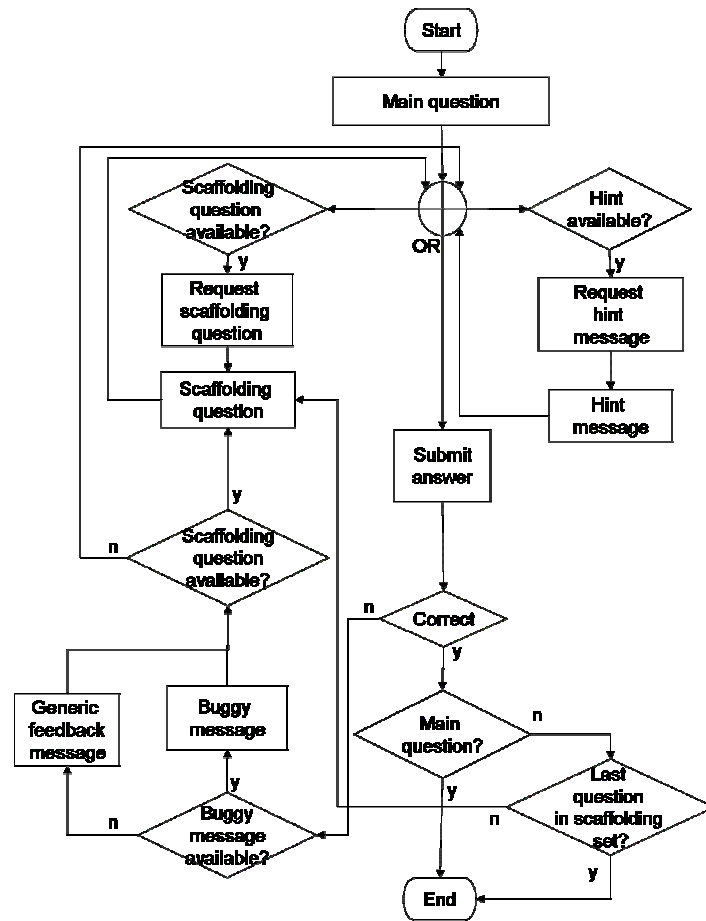 Start
Main question
Scaffolding
question
available?
Hint
available?
OR
y
y
Request
scaffolding
question
Request
hint
message
Scaffolding
question
Hint
message
Submit
answer
y
Scaffolding
question
available?
n
n
Correct
y
Generic
feedback
message
Buggy
message
Main
question?
n
y
y
Last
question
in scaffolding
set?
n
n
Buggy
message
available?
y
End